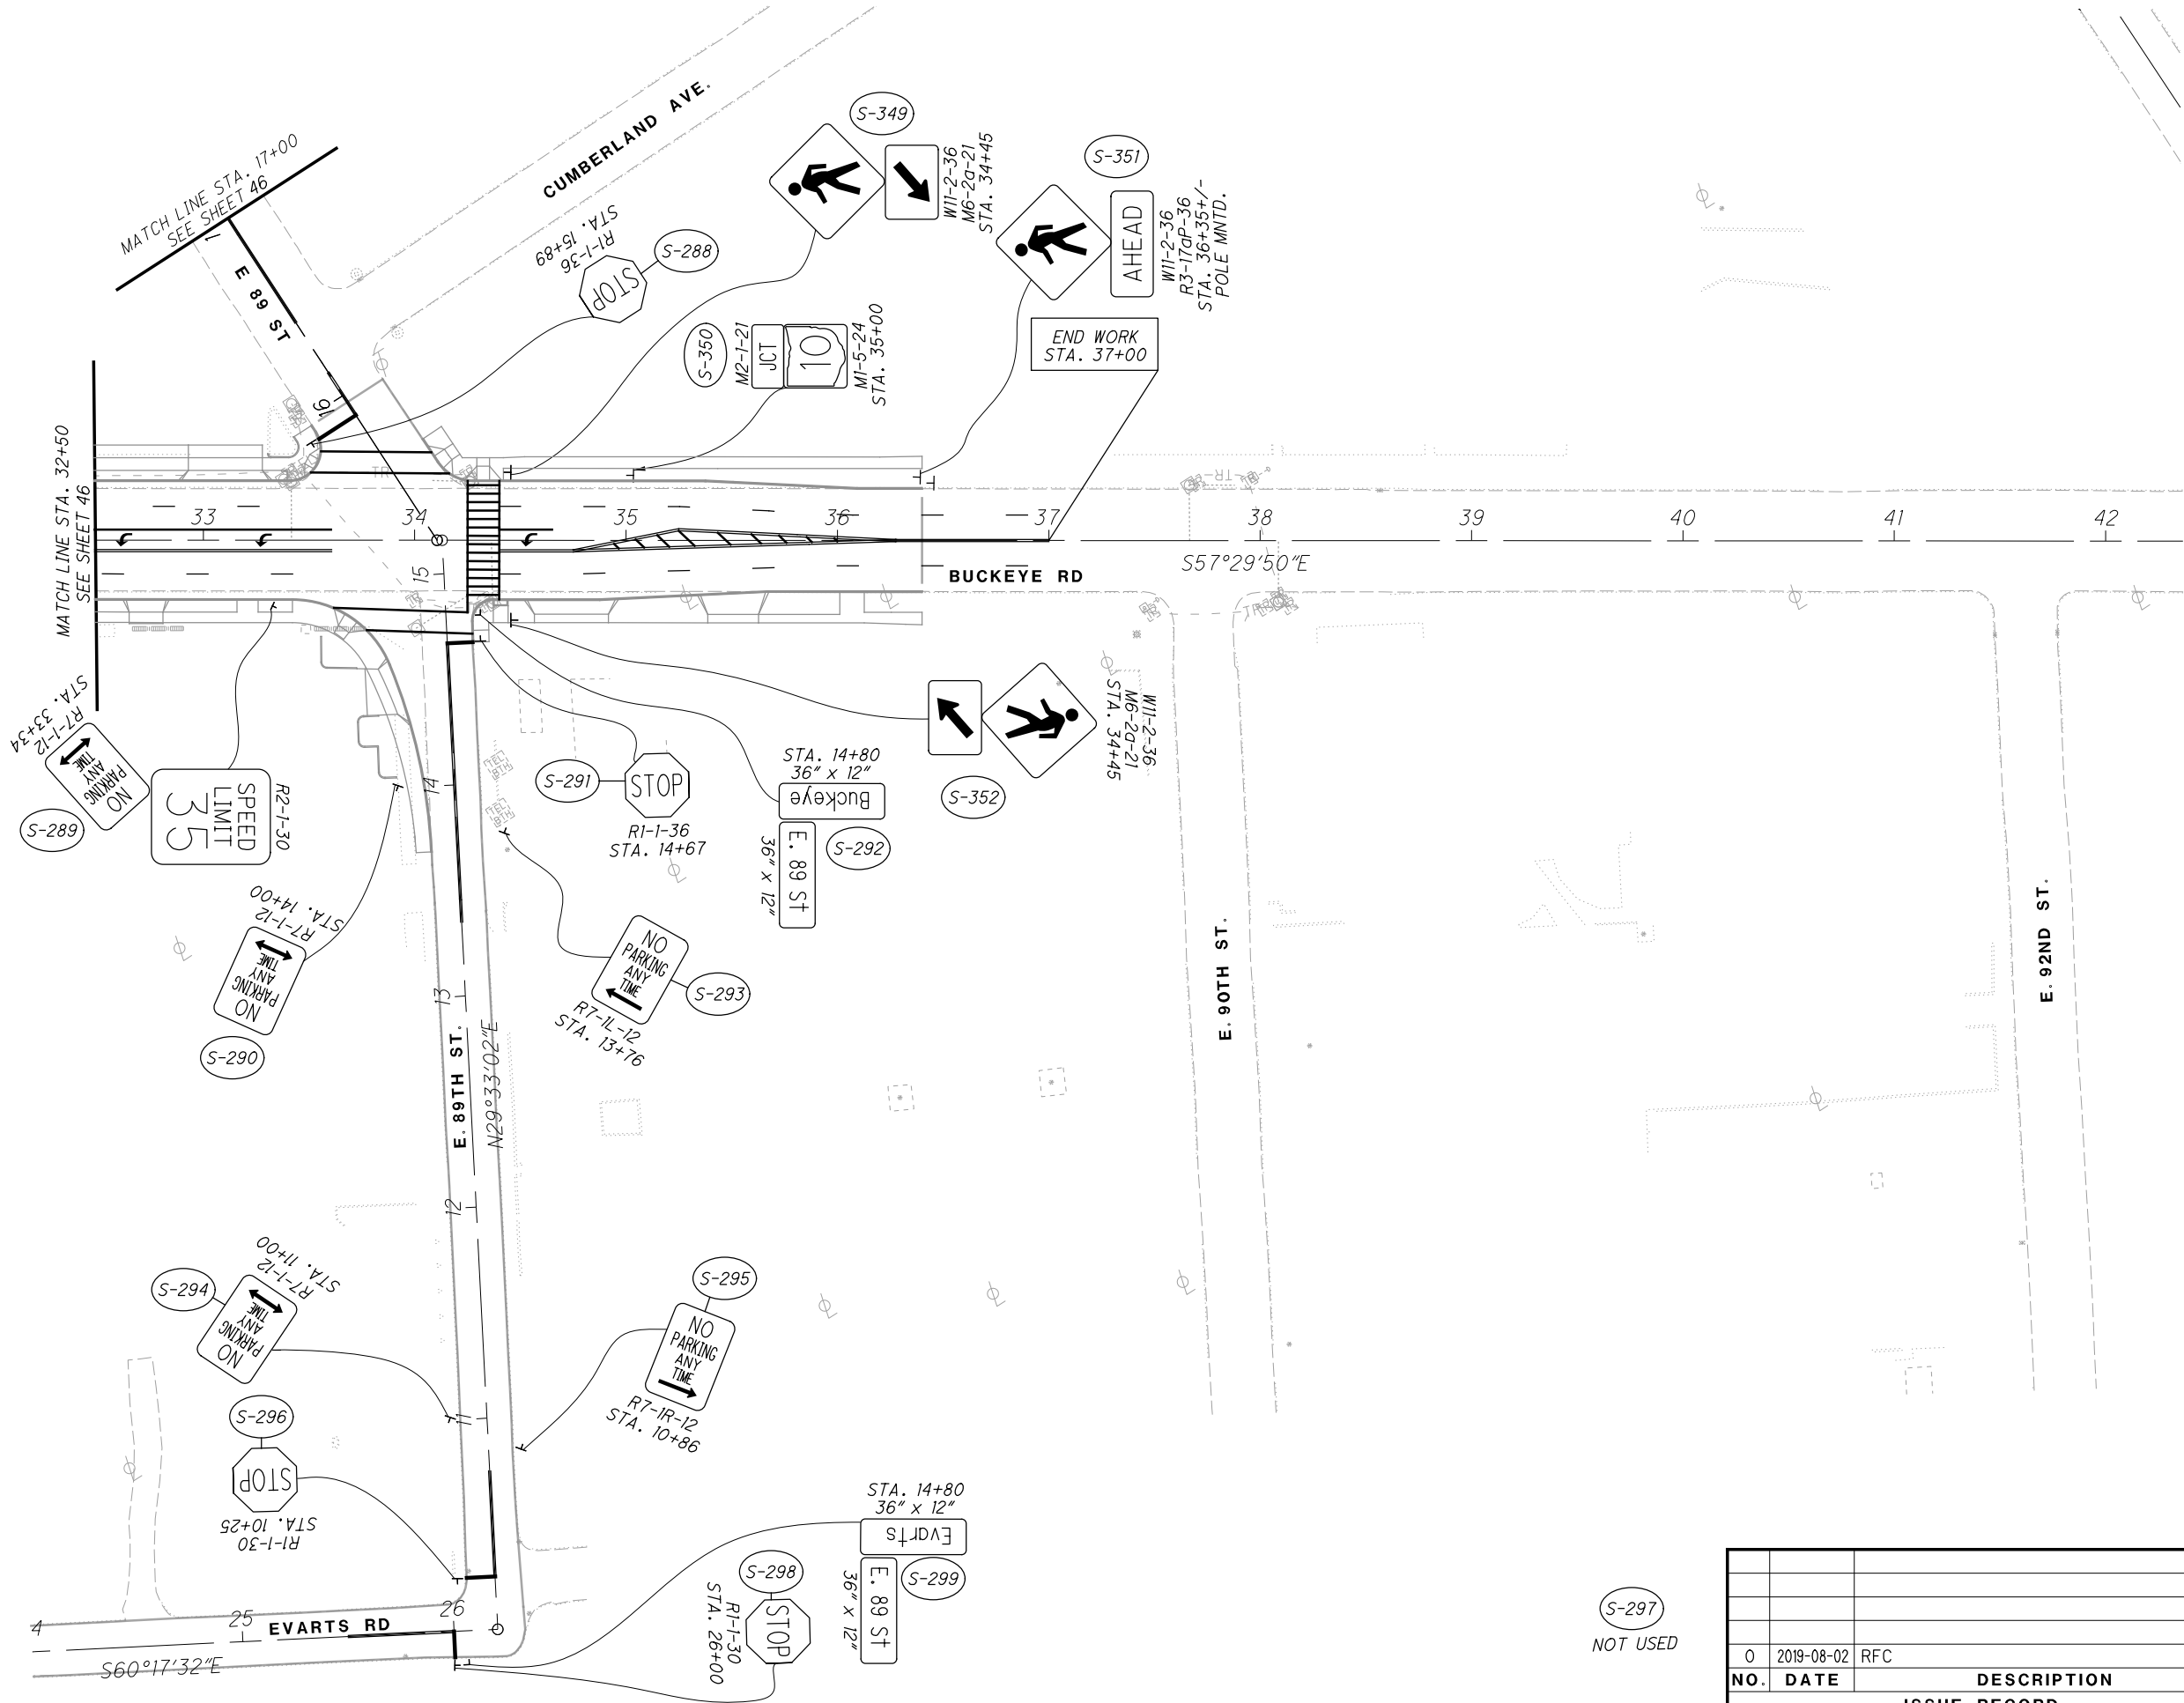 CUMBERLAND AVE.
MATCH LINE STA. 17+00
SEE SHEET 46
E 89 ST
S-349
W11-2-36
M6-2a-21
STA. 34+45
S-351
AHEAD
W11-2-36
R3-17aP-36
STA. 36+35+/-
POLE MNTD.
R1-1-36
STA. 15+89
STOP
S-288
S-350
M2-1-21
JCT
10
M1-5-24
STA. 35+00
END WORK
STA. 37+00
16
MATCH LINE STA. 32+50
SEE SHEET 46
TR
TR
33
34
35
36
37
38
39
40
41
42
S57°29'50"E
BUCKEYE RD
15
14
13
12
11
R7-1-12
STA. 33+34
NO
PARKING
ANY
TIME
S-289
SPEED
LIMIT
35
R2-1-30
R7-1-12
STA. 14+00
NO
PARKING
ANY
TIME
S-290
TEL
BTH
TEL
BTH
S-291
STOP
R1-1-36
STA. 14+67
STA. 14+80
36" x 12"
Buckeye
E. 89 St
36" x 12"
S-292
W11-2-36
M6-2a-21
STA. 34+45
S-352
NO
PARKING
ANY
TIME
S-293
R7-1L-12
STA. 13+76
E. 89TH ST.
N29°33'02"E
E. 90TH ST.
E. 92ND ST.
R7-1-12
STA. 11+00
NO
PARKING
ANY
TIME
S-294
S-295
NO
PARKING
ANY
TIME
R7-1R-12
STA. 10+86
S-296
STOP
R1-1-30
STA. 10+25
4
25
26
EVARTS RD
S60°17'32"E
S-298
STOP
R1-1-30
STA. 26+00
STA. 14+80
36" x 12"
Evarts
E. 89 St
36" x 12"
S-299
S-297
NOT USED
0 2019-08-02 RFC
NO. DATE DESCRIPTION